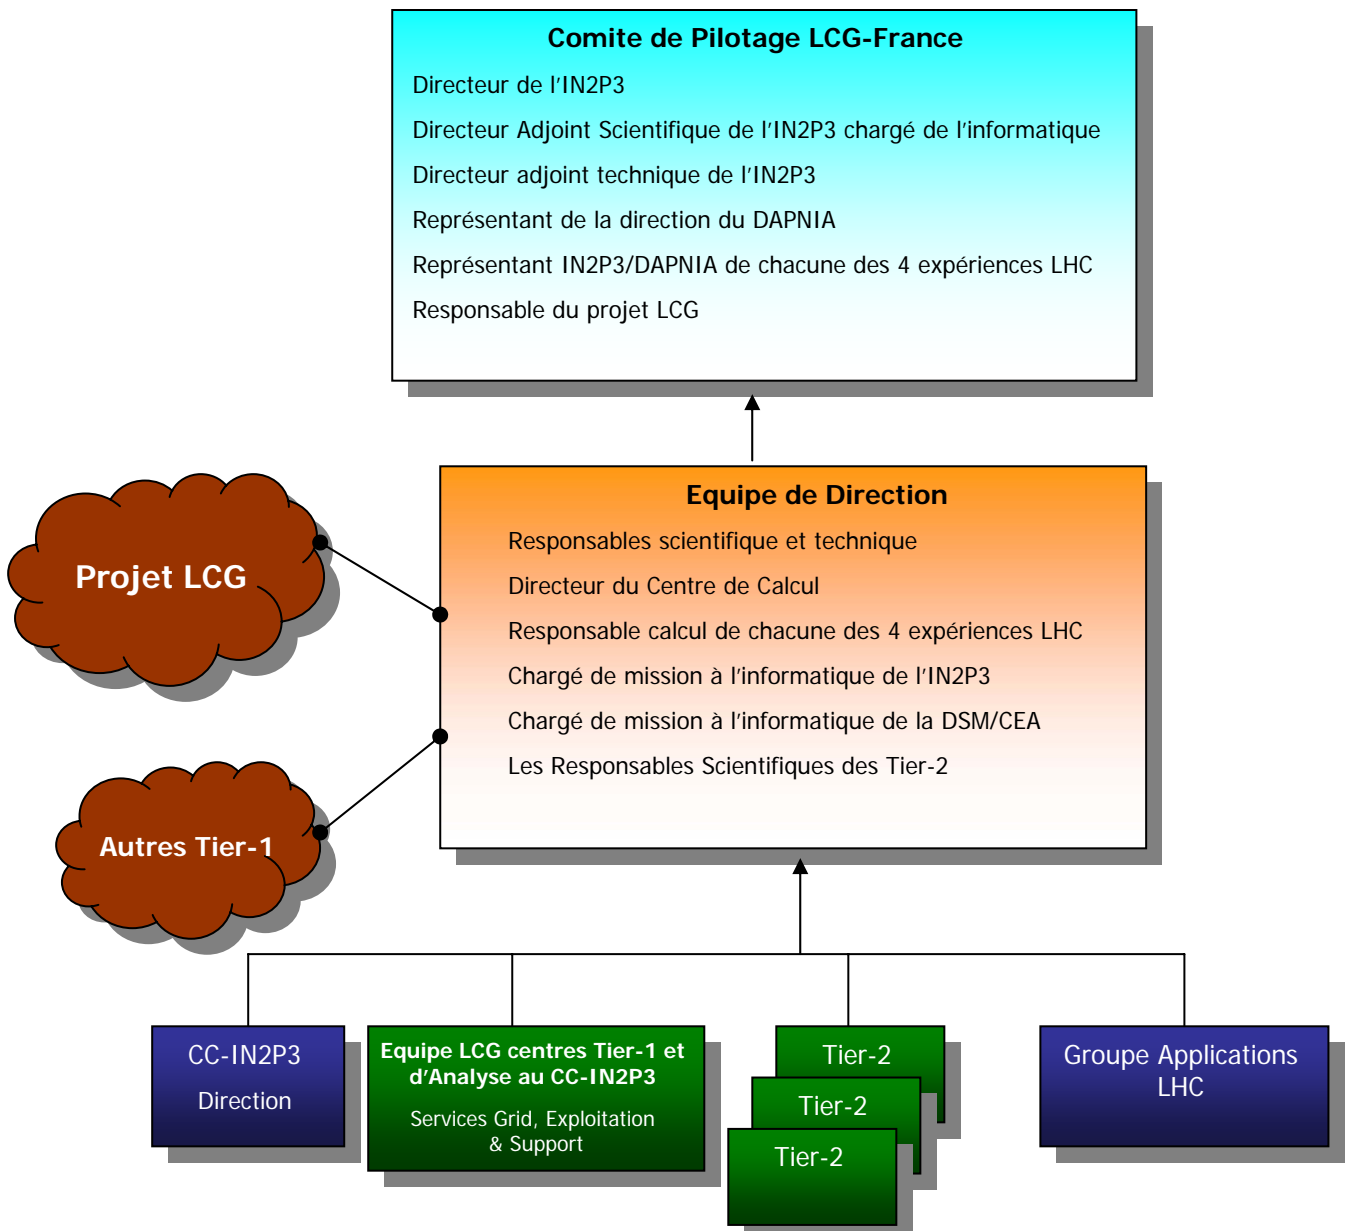 Comite de Pilotage LCG-France
Directeur de l'IN2P3
Directeur Adjoint Scientifique de l'IN2P3 chargé de l'informatique
Directeur adjoint technique de l'IN2P3
Représentant de la direction du DAPNIA
Représentant IN2P3/DAPNIA de chacune des 4 expériences LHC
Responsable du projet LCG
Projet LCG
Autres Tier-1
Equipe de Direction
Responsables scientifique et technique
Directeur du Centre de Calcul
Responsable calcul de chacune des 4 expériences LHC
Chargé de mission à l'informatique de l'IN2P3
Chargé de mission à l'informatique de la DSM/CEA
Les Responsables Scientifiques des Tier-2
CC-IN2P3
Direction
Equipe LCG centres Tier-1 et
d'Analyse au CC-IN2P3
Services Grid, Exploitation
& Support
Tier-2
Tier-2
Tier-2
Groupe Applications
LHC